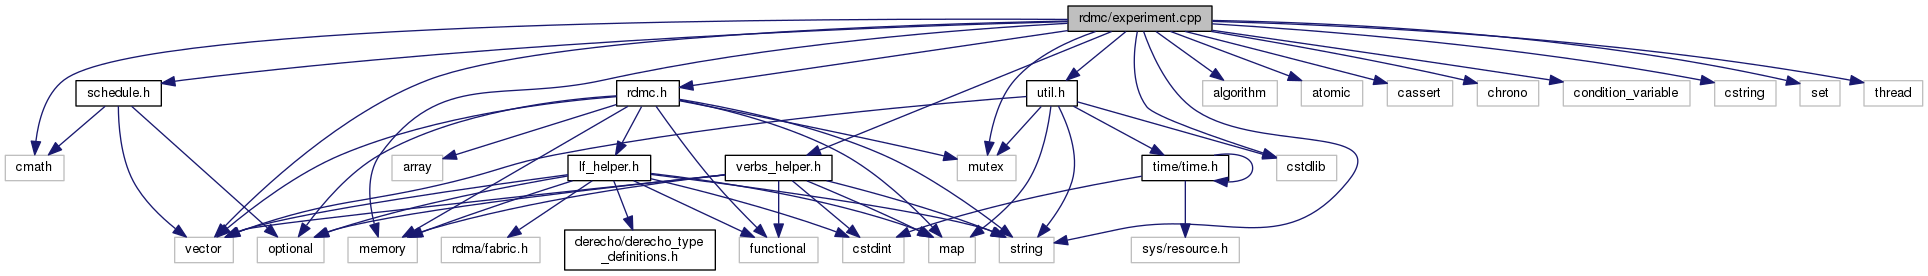 rdmc/experiment.cpp
schedule.h
rdmc.h
util.h
algorithm
atomic
cassert
chrono
condition_variable
cstring
set
thread
cmath
array
lf_helper.h
verbs_helper.h
mutex
time/time.h
cstdlib
vector
optional
memory
rdma/fabric.h
derecho/derecho_type
_definitions.h
functional
cstdint
map
string
sys/resource.h